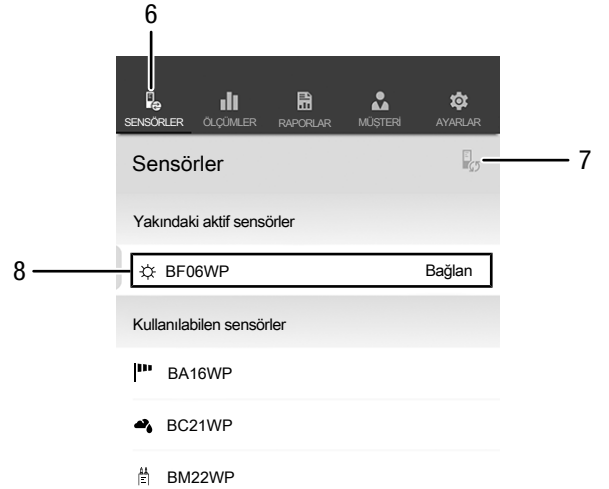 6
SENSÖRLER ÖLÇÜMLER RAPORLAR MÜŞTERİ AYARLAR
Sensörler
7
Yakındaki aktif sensörler
8
BF06WP Bağlan
Kullanılabilen sensörler
BA16WP
BC21WP
BM22WP